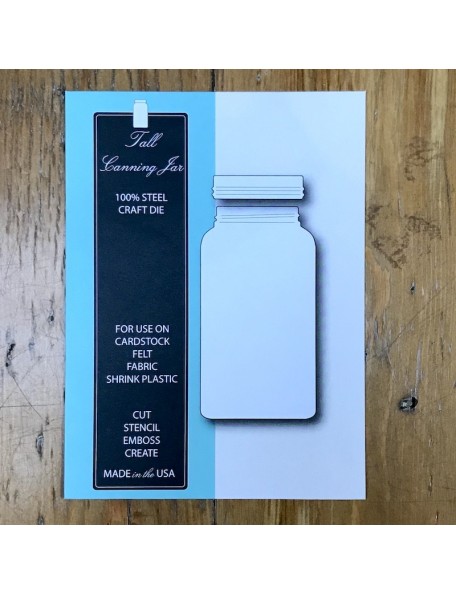 Tall
Canning Jar
100% STEEL
CRAFT DIE
FOR USE ON
CARDSTOCK
FELT
FABRIC
SHRINK PLASTIC
CUT
STENCIL
EMBOSS
CREATE
MADE in the USA